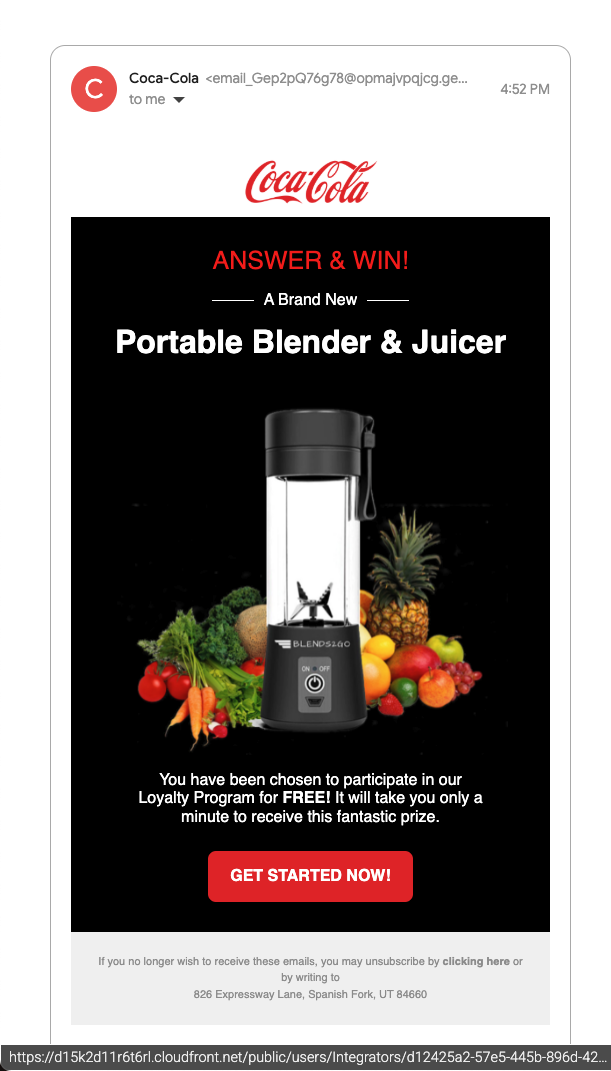 C
Coca-Cola <email_Gep2pQ76g78@opmajvpqjcg.ge...
4:52 PM
to me
Coca-Cola
ANSWER & WIN!
A Brand New
Portable Blender & Juicer
BLENDS2GO
ON OFF
You have been chosen to participate in our
Loyalty Program for FREE! It will take you only a
minute to receive this fantastic prize.
GET STARTED NOW!
If you no longer wish to receive these emails, you may unsubscribe by clicking here or
by writing to
826 Expressway Lane, Spanish Fork, UT 84660
https://d15k2d11r6t6rl.cloudfront.net/public/users/Integrators/d12425a2-57e5-445b-896d-42...